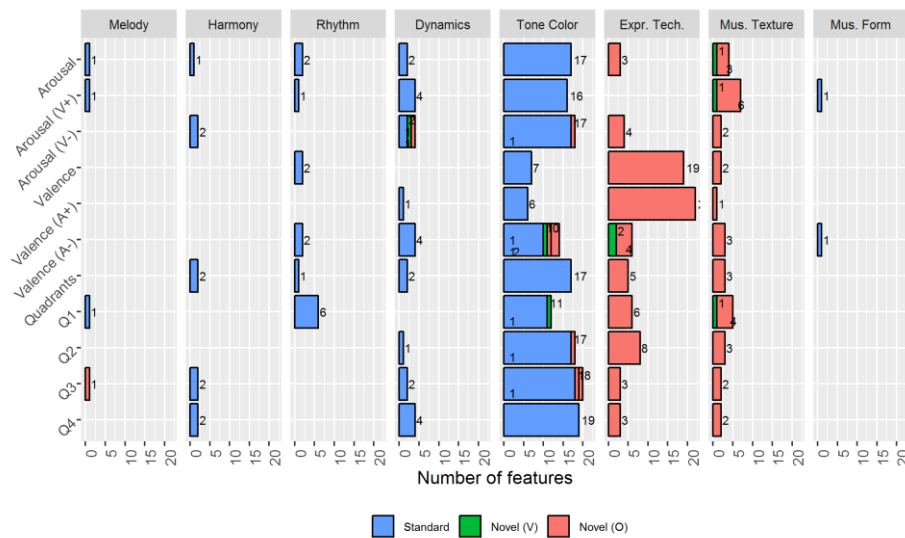 Melody Harmony Rhythm Dynamics Tone Color Expr. Tech. Mus. Texture Mus. Form
Arousal 1 1 2 2 17 3 1 3
Arousal (V+) 1 1 4 16 1 6 1
Arousal (V-) 2 2 1 17 4 2
Valence 2 7 19 2
Valence (A+) 1 6 1
Valence (A-) 2 4 1 10 12 2 4 3 1
Quadrants 2 1 2 17 5 3
Q1 1 6 1 11 6 1 4
Q2 1 1 17 8 3
Q3 1 2 2 1 18 3 2
Q4 2 4 19 3 2
0 5 10 15 20 0 5 10 15 20 0 5 10 15 20 0 5 10 15 20 0 5 10 15 20 0 5 10 15 20 0 5 10 15 20 0 5 10 15 20
Number of features
Standard Novel (V) Novel (O)